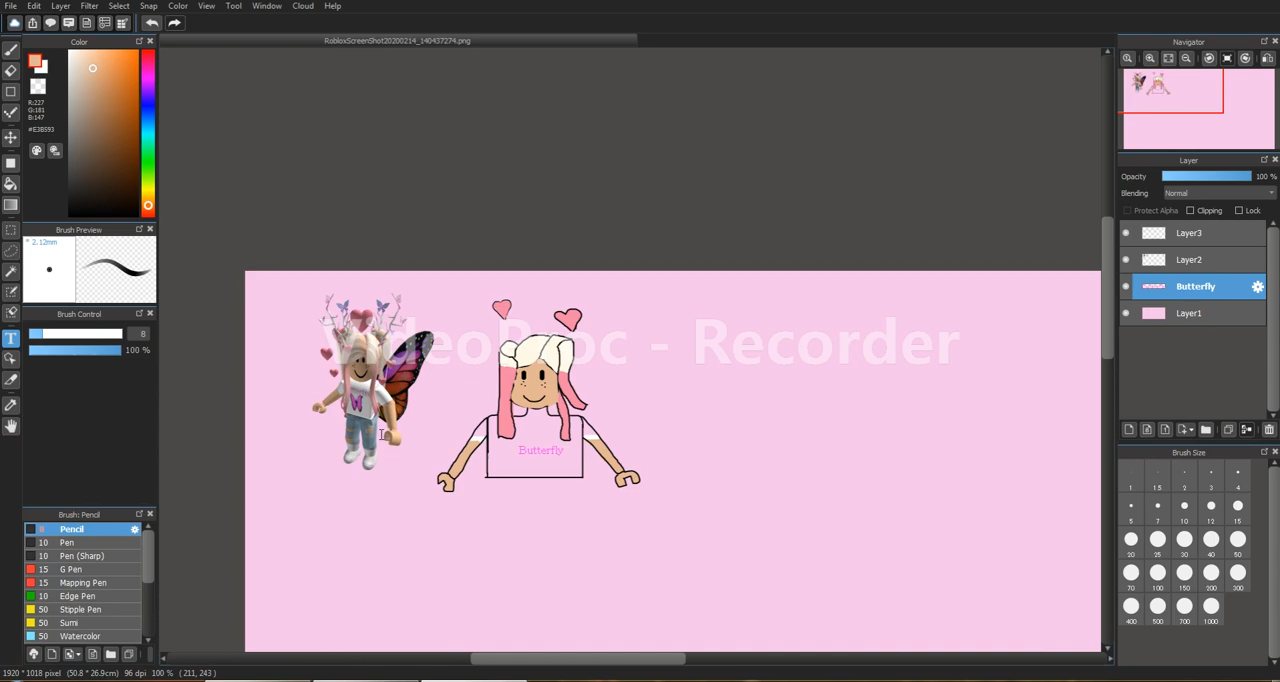 File Edit Layer Filter Select Snap Color View Tool Window Cloud Help
RobloxScreenShot20200214_140437274.png
Color
R:227
G:181
B:147
#E3B593
Brush Preview
* 2.12mm
Brush Control
8
100 %
Brush: Pencil
8 Pencil
10 Pen
10 Pen (Sharp)
15 G Pen
15 Mapping Pen
10 Edge Pen
50 Stipple Pen
50 Sumi
50 Watercolor
1920 * 1018 pixel (50.8 * 26.9cm) 96 dpi 100 % ( 211, 243 )
VideoProc - Recorder
Butterfly
Navigator
Layer
Opacity 100 %
Blending Normal
Protect Alpha Clipping Lock
Layer3
Layer2
Butterfly
Layer1
Brush Size
1 1.5 2 3 4
5 7 10 12 15
20 25 30 40 50
70 100 150 200 300
400 500 700 1000